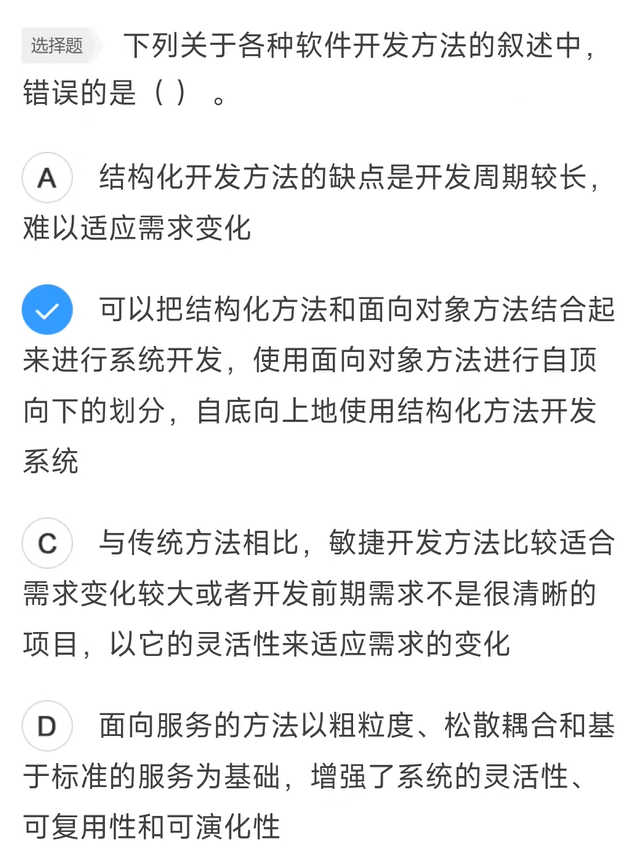 选择题 下列关于各种软件开发方法的叙述中，
错误的是（ ）。
A 结构化开发方法的缺点是开发周期较长，
难以适应需求变化
可以把结构化方法和面向对象方法结合起
来进行系统开发，使用面向对象方法进行自顶
向下的划分，自底向上地使用结构化方法开发
系统
C 与传统方法相比，敏捷开发方法比较适合
需求变化较大或者开发前期需求不是很清晰的
项目，以它的灵活性来适应需求的变化
D 面向服务的方法以粗粒度、松散耦合和基
于标准的服务为基础，增强了系统的灵活性、
可复用性和可演化性